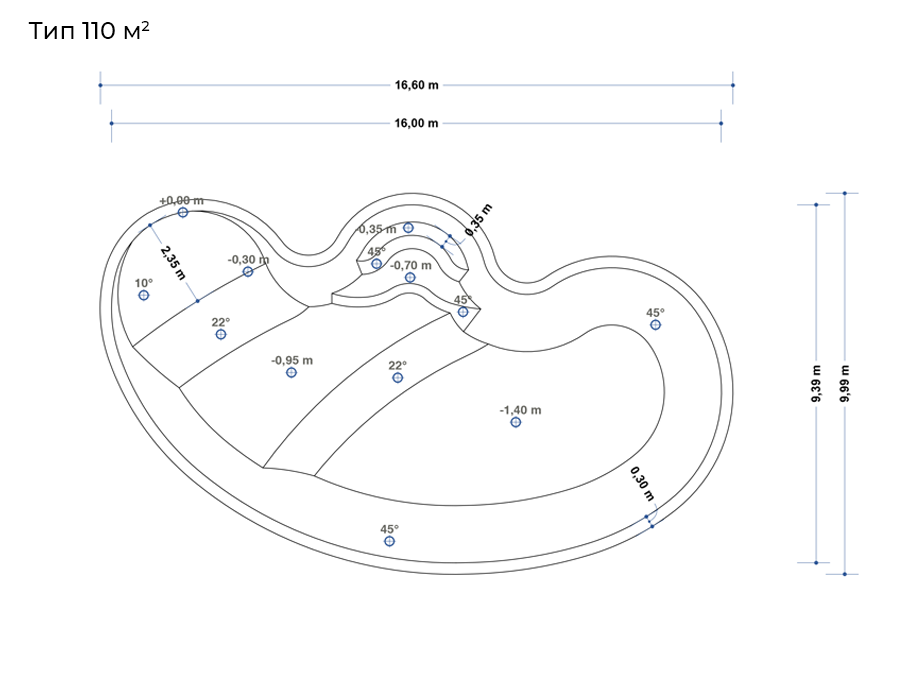 Тип 110 м²
16,60 m
16,00 m
+0,00 m
0,35 m
-0,35 m
2,35 m
-0,30 m
45°
-0,70 m
10°
45°
22°
45°
-0,95 m
22°
9,39 m
9,99 m
-1,40 m
0,30 m
45°